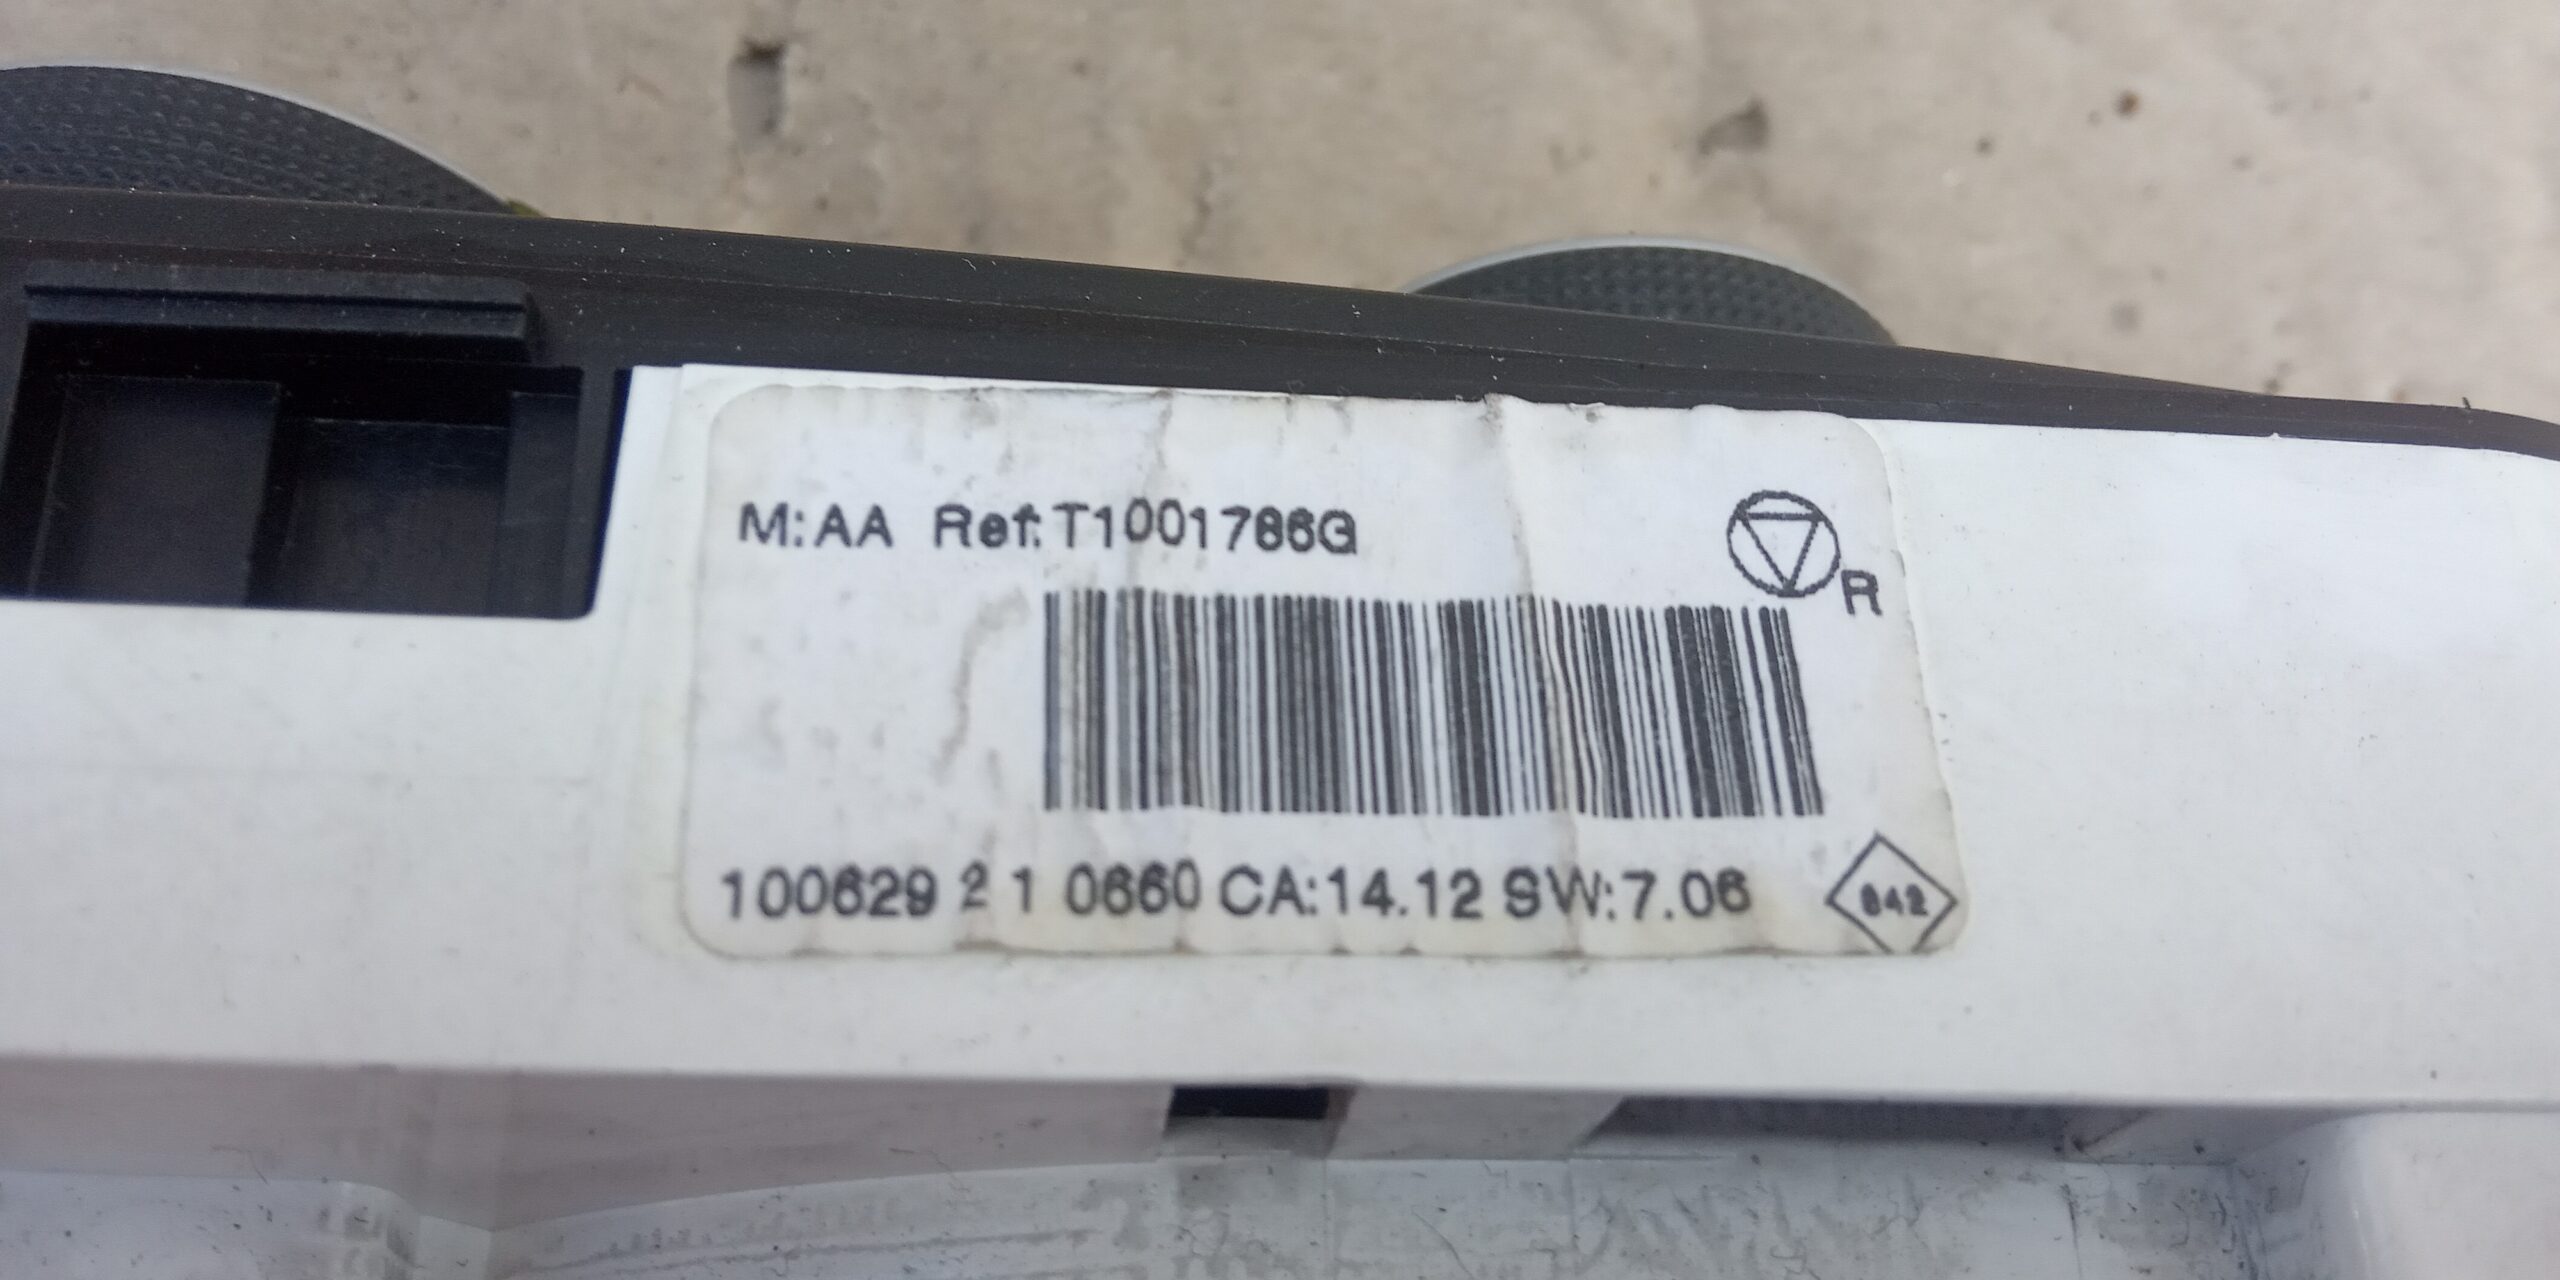 M:AA Ref:T1001786G
R
100629 2 1 0660 CA:14.12 SW:7.06
842